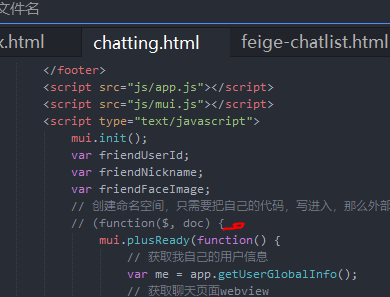 文件名
x.html
chatting.html
feige-chatlist.html
</footer>
<script src="js/app.js"></script>
<script src="js/mui.js"></script>
<script type="text/javascript">
mui.init();
var friendUserId;
var friendNickname;
var friendFaceImage;
// 创建命名空间，只需要把自己的代码，写进入，那么外部
// (function($, doc) {
mui.plusReady(function() {
// 获取我自己的用户信息
var me = app.getUserGlobalInfo();
// 获取聊天页面webview